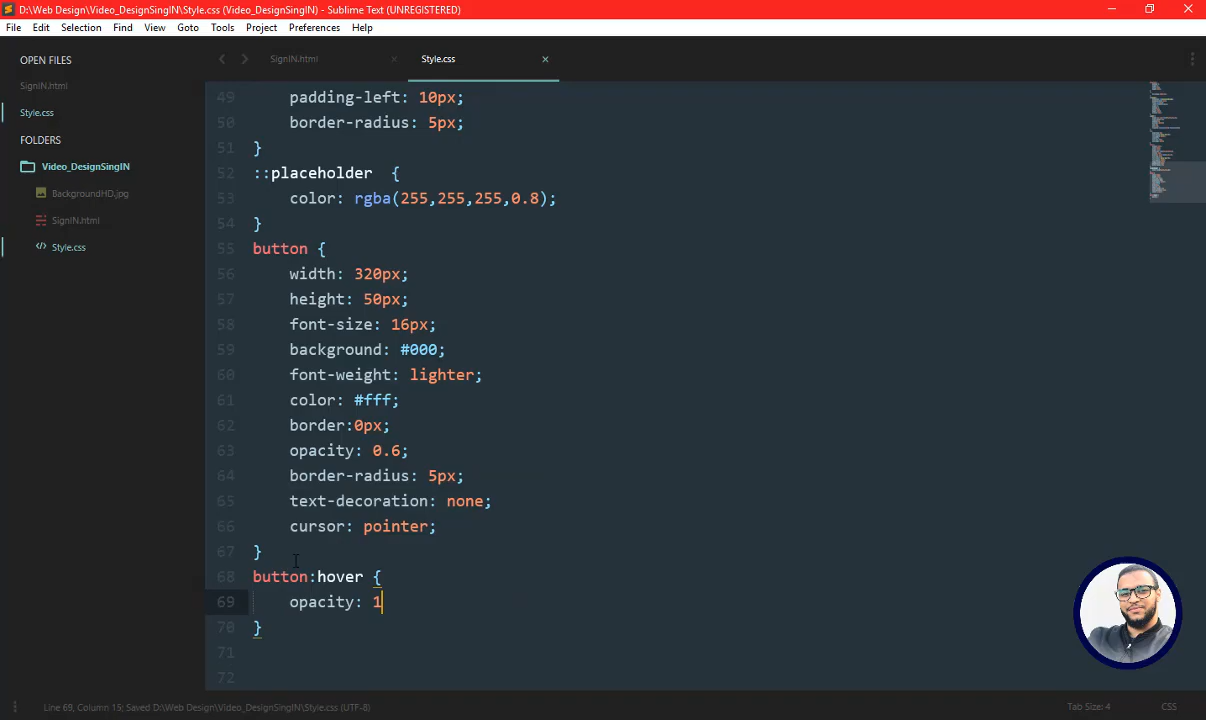 D:\Web Design\Video_DesignSingIN\Style.css (Video_DesignSingIN) - Sublime Text (UNREGISTERED)
File Edit Selection Find View Goto Tools Project Preferences Help
OPEN FILES
SignIN.html
Style.css
FOLDERS
Video_DesignSingIN
BackgroundHD.jpg
SignIN.html
Style.css
SignIN.html
Style.css
49 padding-left: 10px;
50 border-radius: 5px;
51 }
52 ::placeholder  {
53 color: rgba(255,255,255,0.8);
54 }
55 button {
56 width: 320px;
57 height: 50px;
58 font-size: 16px;
59 background: #000;
60 font-weight: lighter;
61 color: #fff;
62 border:0px;
63 opacity: 0.6;
64 border-radius: 5px;
65 text-decoration: none;
66 cursor: pointer;
67 }
68 button:hover {
69 opacity: 1
70 }
71
72
Line 69, Column 15; Saved D:\Web Design\Video_DesignSingIN\Style.css (UTF-8)
Tab Size: 4
CSS